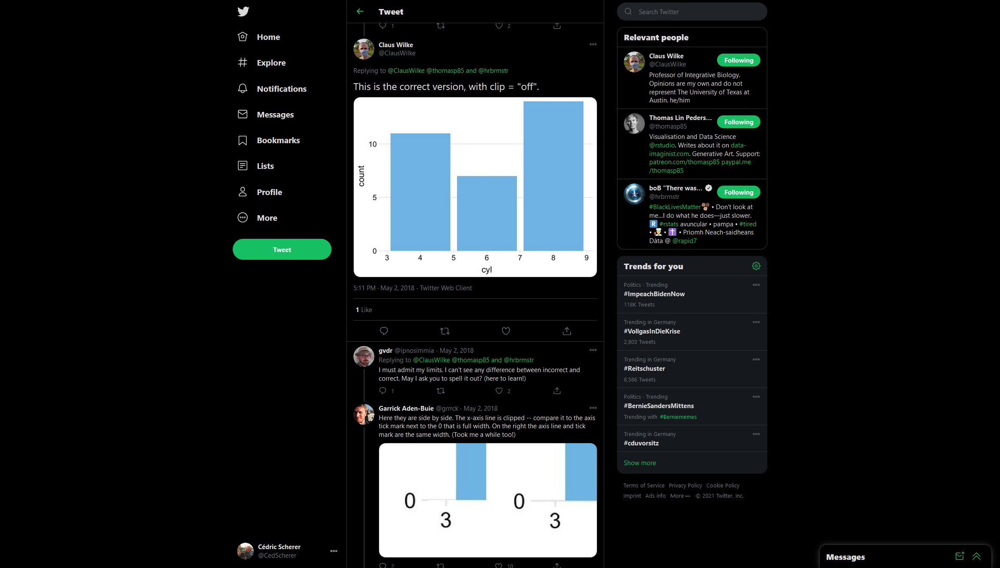 Home
Explore
Notifications
Messages
Bookmarks
Lists
Profile
More
Tweet
Cédric Scherer
@CedScherer
Tweet
1 2
Claus Wilke
@ClausWilke
Replying to @ClausWilke @thomasp85 and @hrbrmstr
This is the correct version, with clip = "off".
10
5
0
count
3 4 5 6 7 8 9
cyl
5:11 PM · May 2, 2018 · Twitter Web Client
1 Like
gvdr @ipnosimmia · May 2, 2018
Replying to @ClausWilke @thomasp85 and @hrbrmstr
I must admit my limits. I can't see any difference between incorrect and
correct. May I ask you to spell it out? (here to learn!)
1 2
Garrick Aden-Buie @grrrck · May 2, 2018
Here they are side by side. The x-axis line is clipped -- compare it to the axis
tick mark next to the 0 that is full width. On the right the axis line and tick
mark are the same width. (Took me a while too!)
0 0
3 3
2 10
Search Twitter
Relevant people
Claus Wilke
@ClausWilke
Following
Professor of Integrative Biology.
Opinions are my own and do not
represent The University of Texas at
Austin. he/him
Thomas Lin Peders...
@thomasp85
Following
Visualisation and Data Science
@rstudio. Writes about it on data-
imaginist.com. Generative Art. Support:
patreon.com/thomasp85 paypal.me
/thomasp85
boB "There was...
@hrbrmstr
Following
#BlackLivesMatter • Don't look at
me…I do what he does—just slower.
R #rstats avuncular • pampa • #tired
• • ✝ • Prìomh Neach-saidheans
Dàta @ @rapid7
Trends for you
Politics · Trending
#ImpeachBidenNow
118K Tweets
Trending in Germany
#VollgasInDieKrise
2,803 Tweets
Trending in Germany
#Reitschuster
8,586 Tweets
Politics · Trending
#BernieSandersMittens
Trending with #Berniememes
Trending in Germany
#cduvorsitz
Show more
Terms of Service Privacy Policy Cookie Policy
Imprint Ads info More © 2021 Twitter, Inc.
Messages